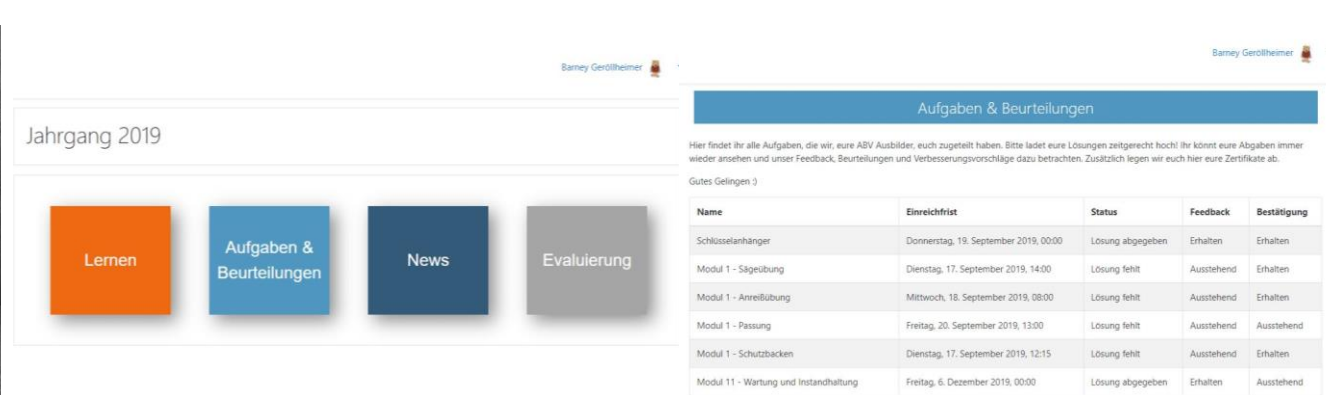 Barney Geröllheimer
Jahrgang 2019
Lernen
Aufgaben &
Beurteilungen
News
Evaluierung
Barney Geröllheimer
Aufgaben & Beurteilungen
Hier findet ihr alle Aufgaben, die wir, eure ABV Ausbilder, euch zugeteilt haben. Bitte ladet eure Lösungen zeitgerecht hoch! Ihr könnt eure Abgaben immer
wieder ansehen und unser Feedback, Beurteilungen und Verbesserungsvorschläge dazu betrachten. Zusätzlich legen wir euch hier eure Zertifikate ab.
Gutes Gelingen :)
Name Einreichfrist Status Feedback Bestätigung
Schlüsselanhänger Donnerstag, 19. September 2019, 00:00 Lösung abgegeben Erhalten Erhalten
Modul 1 - Sägeübung Dienstag, 17. September 2019, 14:00 Lösung fehlt Ausstehend Erhalten
Modul 1 - Anreißübung Mittwoch, 18. September 2019, 08:00 Lösung fehlt Ausstehend Erhalten
Modul 1 - Passung Freitag, 20. September 2019, 13:00 Lösung fehlt Ausstehend Ausstehend
Modul 1 - Schutzbacken Dienstag, 17. September 2019, 12:15 Lösung fehlt Ausstehend Erhalten
Modul 11 - Wartung und Instandhaltung Freitag, 6. Dezember 2019, 00:00 Lösung abgegeben Erhalten Ausstehend